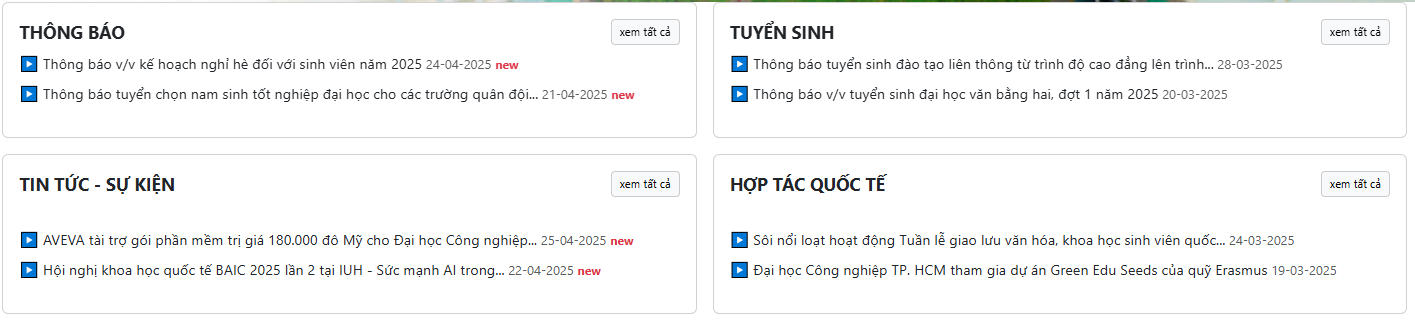 THÔNG BÁO
xem tất cả
Thông báo v/v kế hoạch nghỉ hè đối với sinh viên năm 2025 24-04-2025 new
Thông báo tuyển chọn nam sinh tốt nghiệp đại học cho các trường quân đội... 21-04-2025 new
TUYỂN SINH
xem tất cả
Thông báo tuyển sinh đào tạo liên thông từ trình độ cao đẳng lên trình... 28-03-2025
Thông báo v/v tuyển sinh đại học văn bằng hai, đợt 1 năm 2025 20-03-2025
TIN TỨC - SỰ KIỆN
xem tất cả
AVEVA tài trợ gói phần mềm trị giá 180.000 đô Mỹ cho Đại học Công nghiệp... 25-04-2025 new
Hội nghị khoa học quốc tế BAIC 2025 lần 2 tại IUH - Sức mạnh AI trong... 22-04-2025 new
HỢP TÁC QUỐC TẾ
xem tất cả
Sôi nổi loạt hoạt động Tuần lễ giao lưu văn hóa, khoa học sinh viên quốc... 24-03-2025
Đại học Công nghiệp TP. HCM tham gia dự án Green Edu Seeds của quỹ Erasmus 19-03-2025